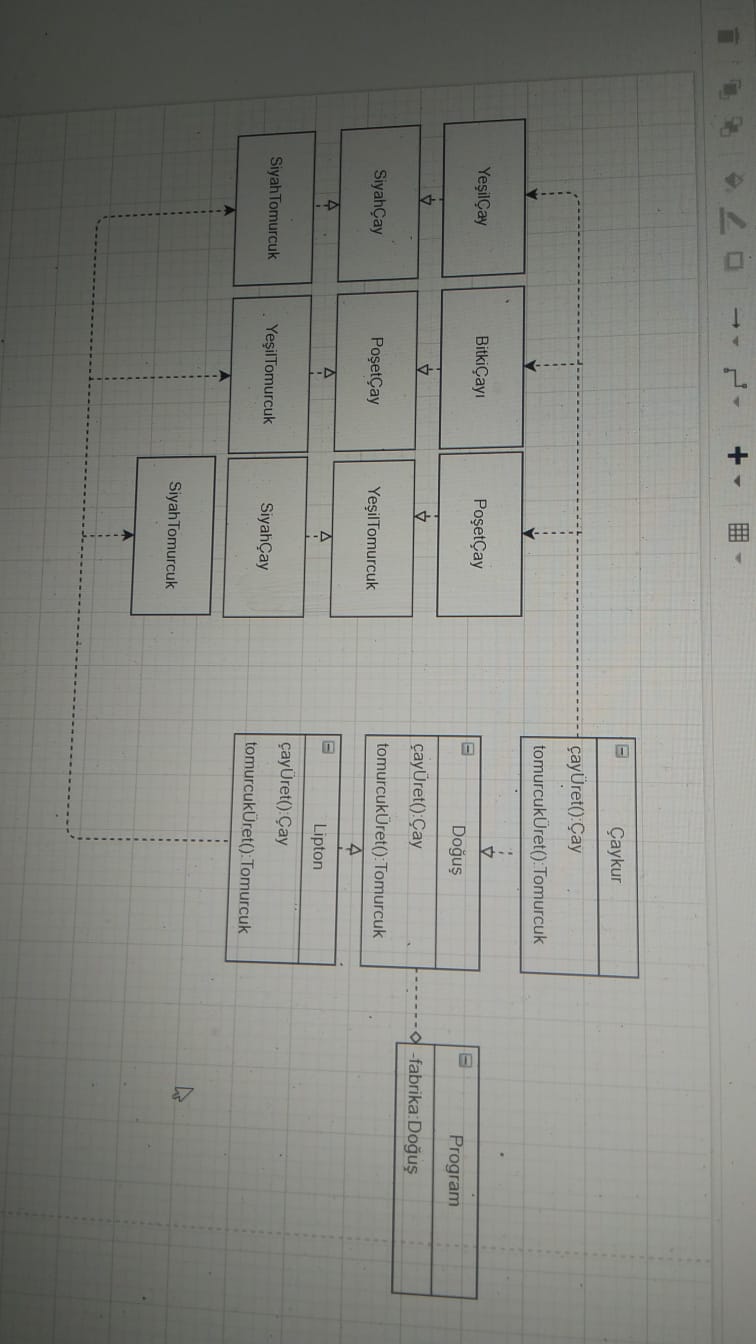 Çaykur
çayÜret():Çay
tomurcukÜret():Tomurcuk
YeşilÇay
BitkiÇayı
PoşetÇay
Doğuş
çayÜret():Çay
tomurcukÜret():Tomurcuk
Program
-fabrika:Doğuş
SiyahÇay
PoşetÇay
YeşilTomurcuk
Lipton
çayÜret():Çay
tomurcukÜret():Tomurcuk
SiyahTomurcuk
YeşilTomurcuk
SiyahÇay
SiyahTomurcuk